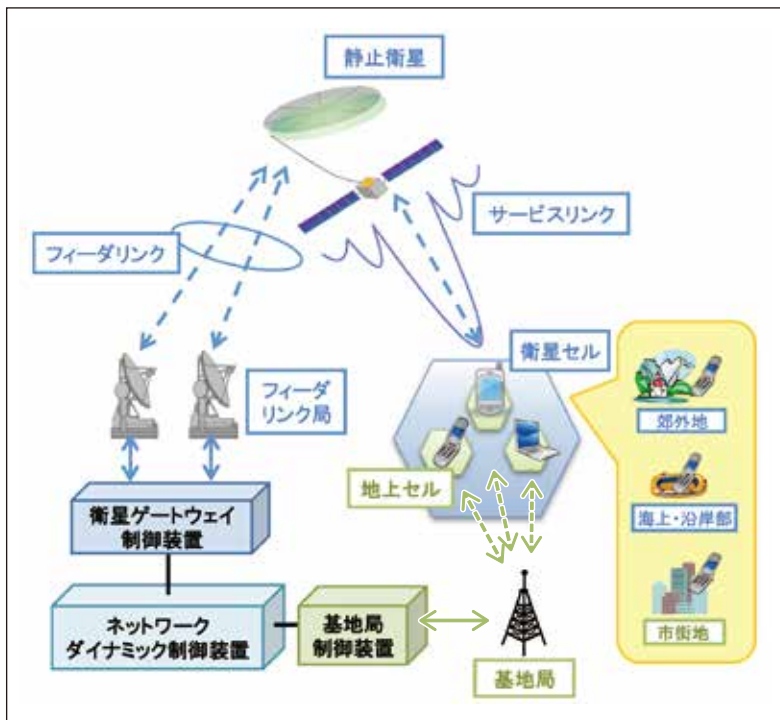 静止衛星
サービスリンク
フィーダリンク
フィーダ
リンク局
衛星セル
地上セル
郊外地
海上・沿岸部
市街地
衛星ゲートウェイ
制御装置
ネットワーク
ダイナミック制御装置
基地局
制御装置
基地局